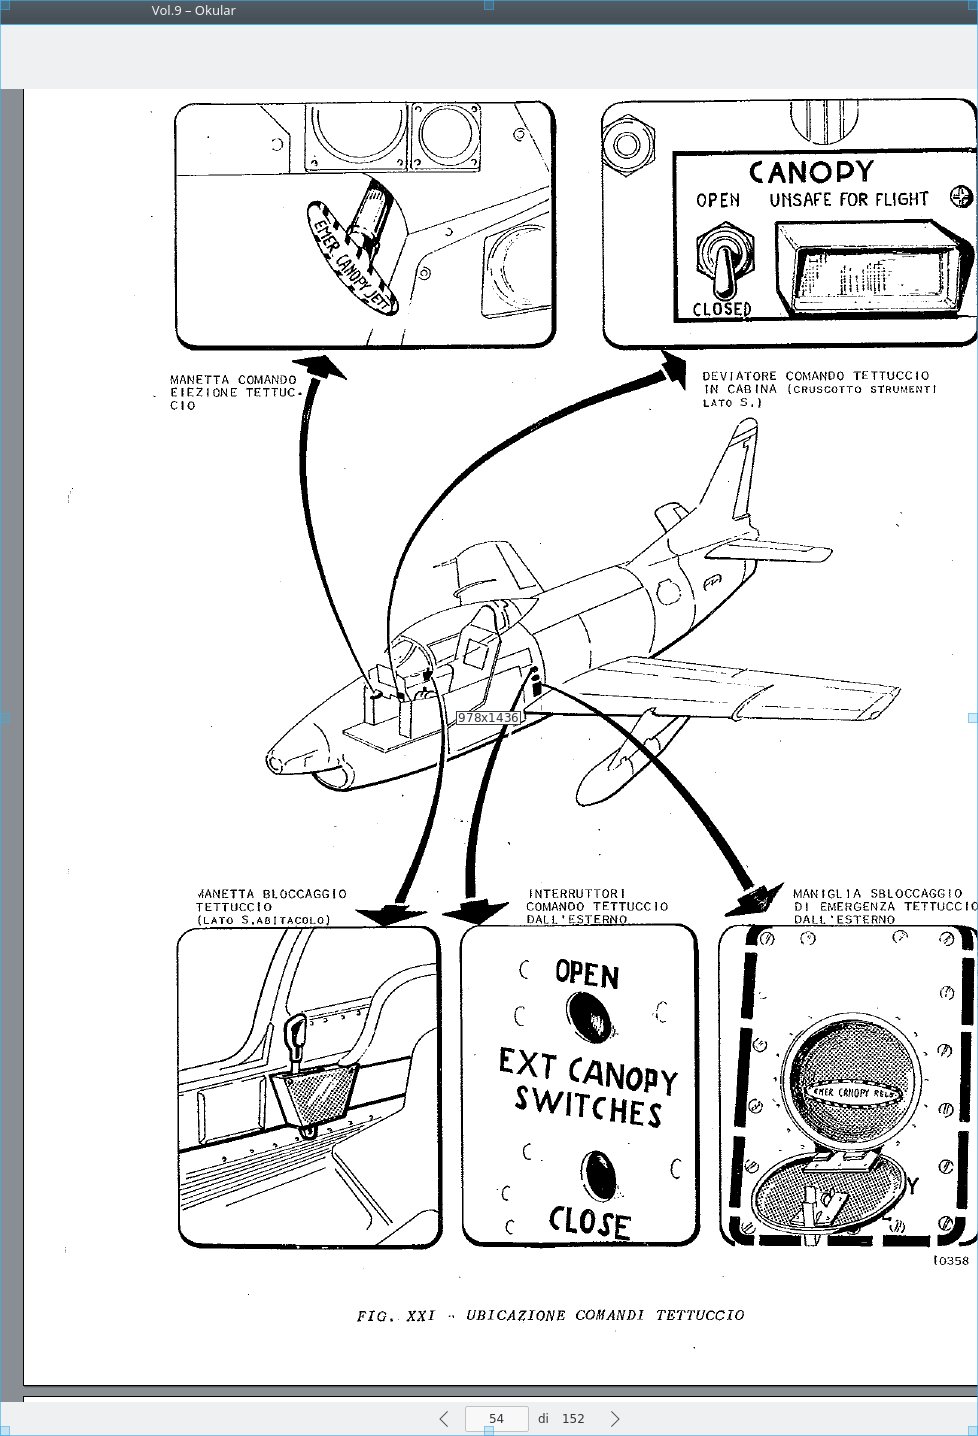 Vol.9 – Okular
EMER CANOPY JETT
CANOPY
OPEN UNSAFE FOR FLIGHT
CLOSED
MANETTA COMANDO
EIEZIONE TETTUC-
CIO
DEVIATORE COMANDO TETTUCCIO
IN CABINA (CRUSCOTTO STRUMENTI
LATO S.)
978x1436
MANETTA BLOCCAGGIO
TETTUCCIO
(LATO S.ABITACOLO)
INTERRUTTORI
COMANDO TETTUCCIO
DALL'ESTERNO
MANIGLIA SBLOCCAGGIO
DI EMERGENZA TETTUCCIO
DALL'ESTERNO
OPEN
EXT CANOPY
SWITCHES
CLOSE
EMER CANOPY RELS
Y
10358
FIG. XXI - UBICAZIONE COMANDI TETTUCCIO
54 di 152